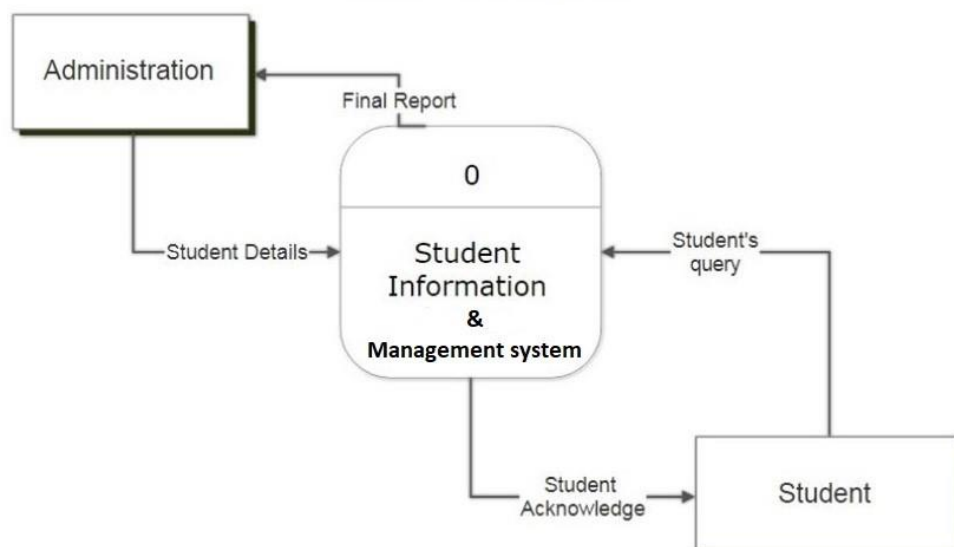 Administration
Final Report
0
Student Details
Student
Information
&
Management system
Student's
query
Student
Acknowledge
Student